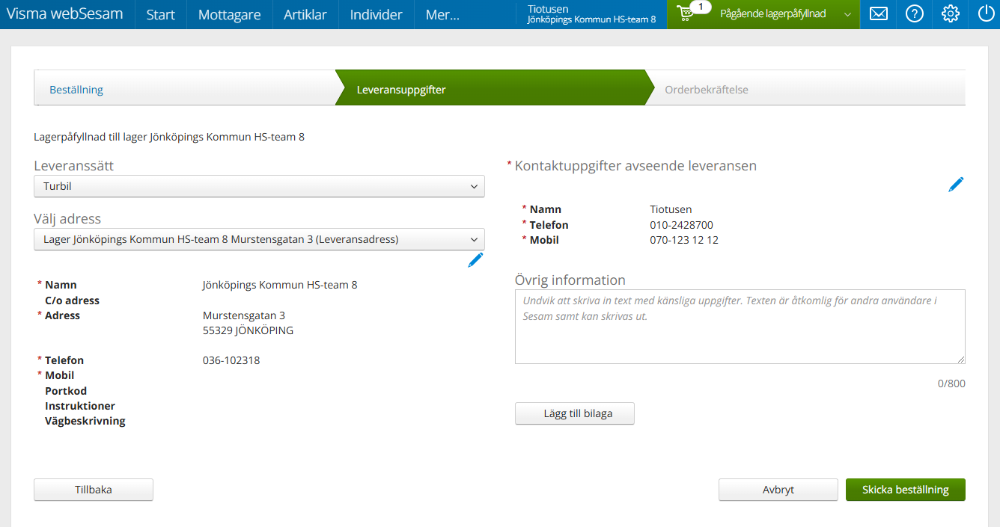 Visma webSesam
Start
Mottagare
Artiklar
Individer
Mer...
Tiotusen
Jönköpings Kommun HS-team 8
1
Pågående lagerpåfyllnad
?
Beställning
Leveransuppgifter
Orderbekräftelse
Lagerpåfyllnad till lager Jönköpings Kommun HS-team 8
Leveranssätt
Turbil
Välj adress
Lager Jönköpings Kommun HS-team 8 Murstensgatan 3 (Leveransadress)
* Namn Jönköpings Kommun HS-team 8
C/o adress
* Adress Murstensgatan 3
55329 JÖNKÖPING
* Telefon 036-102318
* Mobil
Portkod
Instruktioner
Vägbeskrivning
* Kontaktuppgifter avseende leveransen
* Namn Tiotusen
* Telefon 010-2428700
* Mobil 070-123 12 12
Övrig information
Undvik att skriva in text med känsliga uppgifter. Texten är åtkomlig för andra användare i
Sesam samt kan skrivas ut.
0/800
Lägg till bilaga
Tillbaka
Avbryt
Skicka beställning